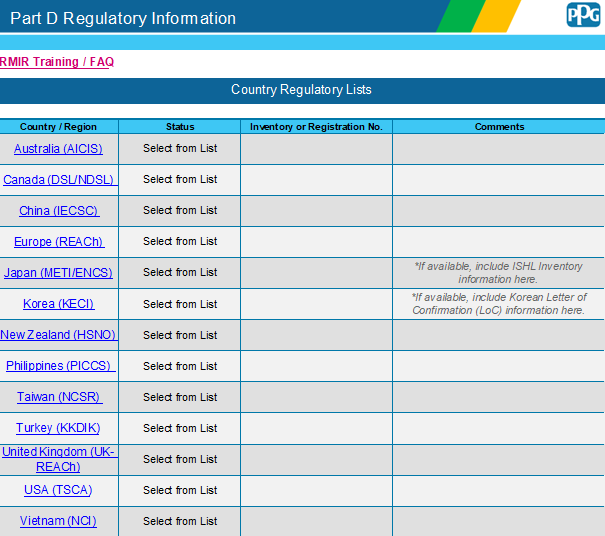 Part D Regulatory Information
PPG
RMIR Training / FAQ
Country Regulatory Lists
Country / Region Status Inventory or Registration No. Comments
Australia (AICIS) Select from List
Canada (DSL/NDSL) Select from List
China (IECSC) Select from List
Europe (REACh) Select from List
Japan (METI/ENCS) Select from List *If available, include ISHL Inventory
information here.
Korea (KECI) Select from List *If available, include Korean Letter of
Confirmation (LoC) information here.
New Zealand (HSNO) Select from List
Philippines (PICCS) Select from List
Taiwan (NCSR) Select from List
Turkey (KKDIK) Select from List
United Kingdom (UK-
REACh) Select from List
USA (TSCA) Select from List
Vietnam (NCI) Select from List